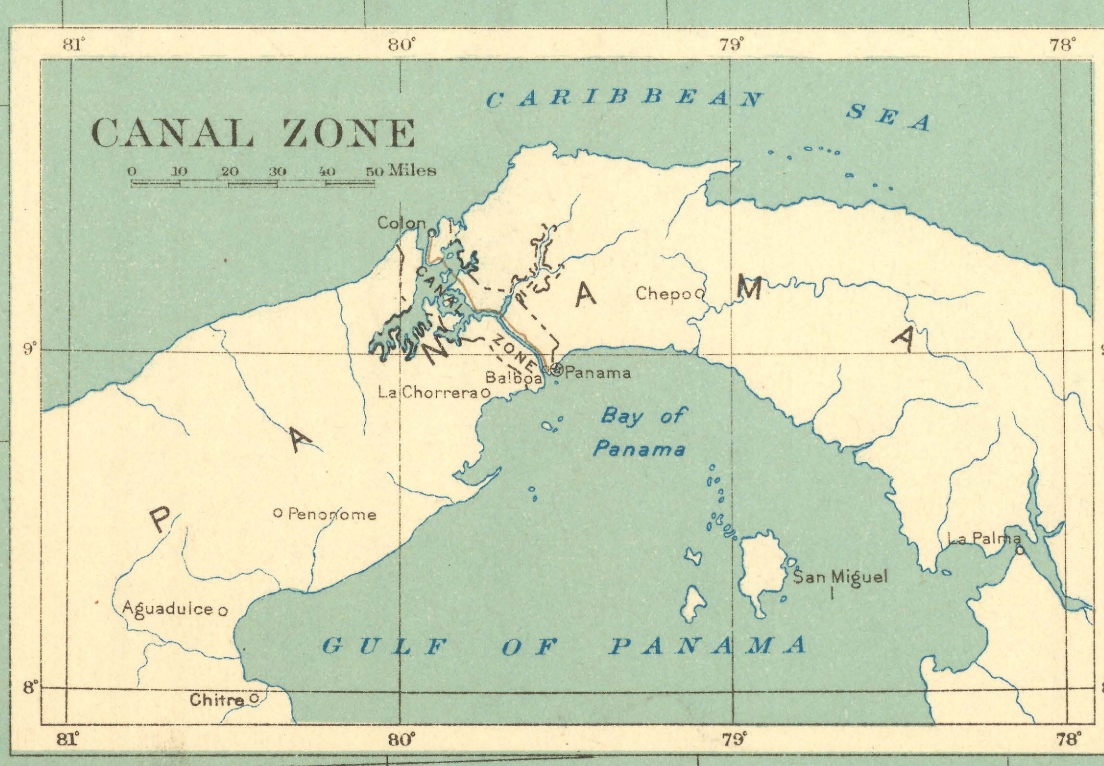 81° 80° 79° 78°
CARIBBEAN SEA
CANAL ZONE
0 10 20 30 40 50 Miles
Colon
CANAL ZONE
Chepo
PANAMA
9°
Balboa
Panama
La Chorrera
Bay of
Panama
Penonome
La Palma
San Miguel
I
Aguadulce
GULF OF PANAMA
8°
Chitre
81° 80° 79° 78°